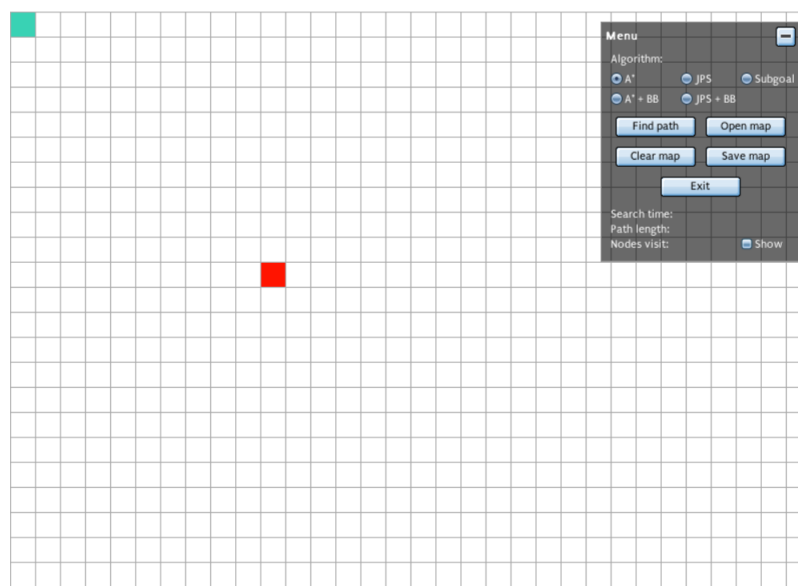 Menu
Algorithm:
A* JPS Subgoal
A* + BB JPS + BB
Find path Open map
Clear map Save map
Exit
Search time:
Path length:
Nodes visit: Show